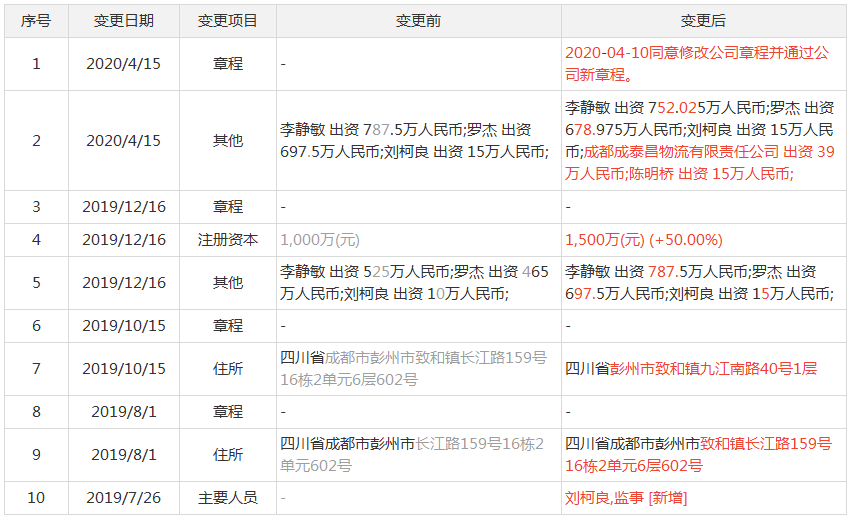 序号 变更日期 变更项目 变更前 变更后
1 2020/4/15 章程 - 2020-04-10同意修改公司章程并通过公
司新章程。
2 2020/4/15 其他 李静敏 出资 787.5万人民币;罗杰 出资
697.5万人民币;刘柯良 出资 15万人民币;
李静敏 出资 752.025万人民币;罗杰 出资
678.975万人民币;刘柯良 出资 15万人民
币;成都成泰昌物流有限责任公司 出资 39
万人民币;陈明桥 出资 15万人民币;
3 2019/12/16 章程 - -
4 2019/12/16 注册资本 1,000万(元) 1,500万(元) (+50.00%)
5 2019/12/16 其他 李静敏 出资 525万人民币;罗杰 出资 465
万人民币;刘柯良 出资 10万人民币;
李静敏 出资 787.5万人民币;罗杰 出资
697.5万人民币;刘柯良 出资 15万人民币;
6 2019/10/15 章程 - -
7 2019/10/15 住所 四川省成都市彭州市致和镇长江路159号
16栋2单元6层602号
四川省彭州市致和镇九江南路40号1层
8 2019/8/1 章程 - -
9 2019/8/1 住所 四川省成都市彭州市长江路159号16栋2
单元602号
四川省成都市彭州市致和镇长江路159号
16栋2单元6层602号
10 2019/7/26 主要人员 - 刘柯良,监事 [新增]